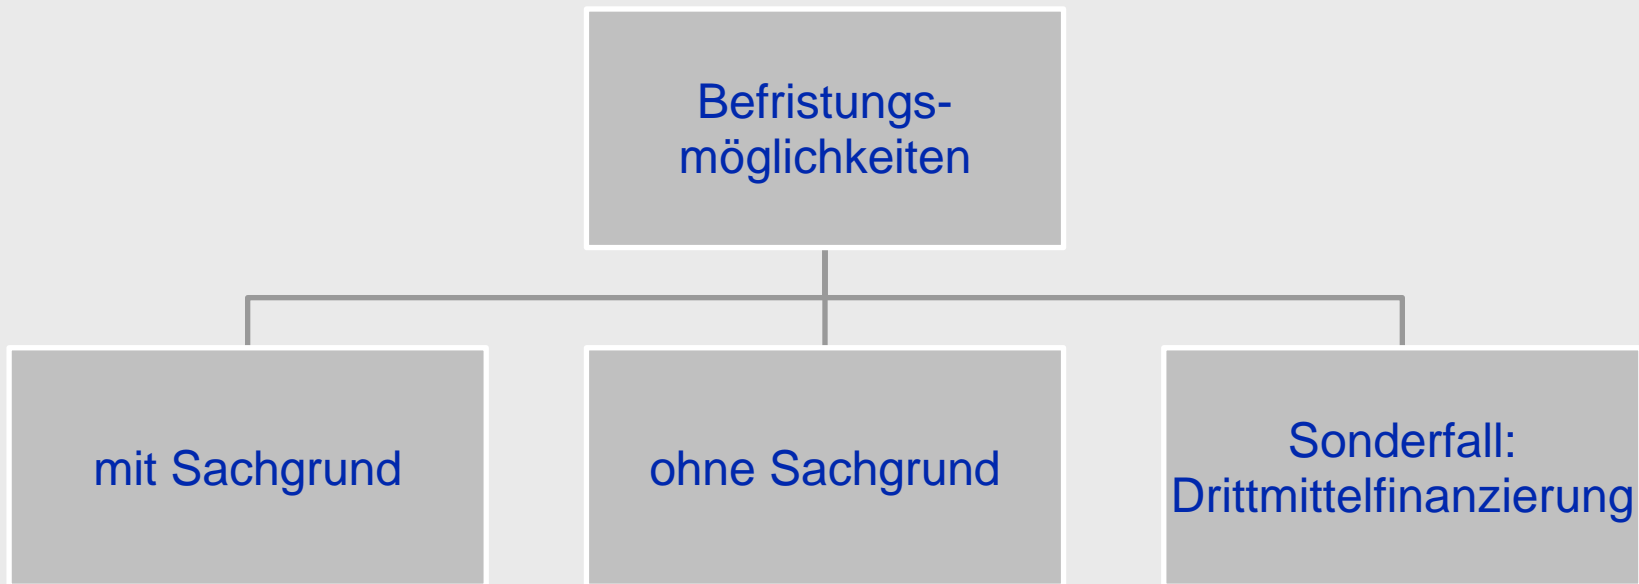 Befristungs-
möglichkeiten
mit Sachgrund
ohne Sachgrund
Sonderfall:
Drittmittelfinanzierung